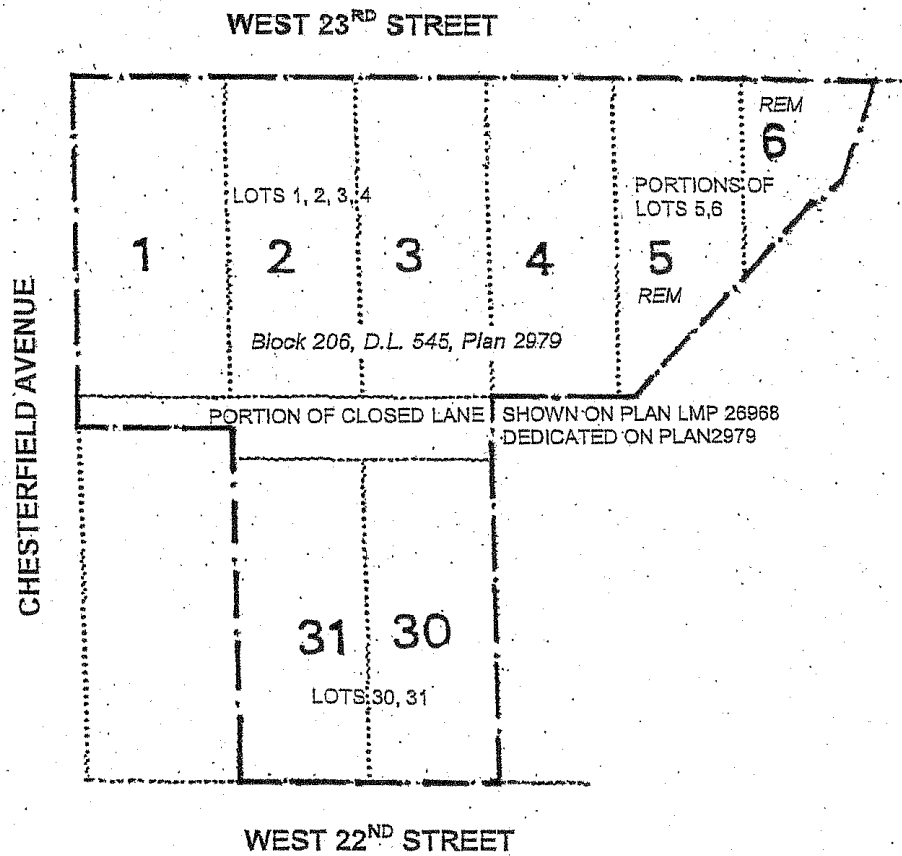 WEST 23RD STREET
REM
6
LOTS 1, 2, 3, 4
PORTIONS OF
LOTS 5,6
1
2
3
4
5
REM
CHESTERFIELD AVENUE
Block 206, D.L. 545, Plan 2979
PORTION OF CLOSED LANE SHOWN ON PLAN LMP 26968
DEDICATED ON PLAN2979
31
30
LOTS 30, 31
WEST 22ND STREET